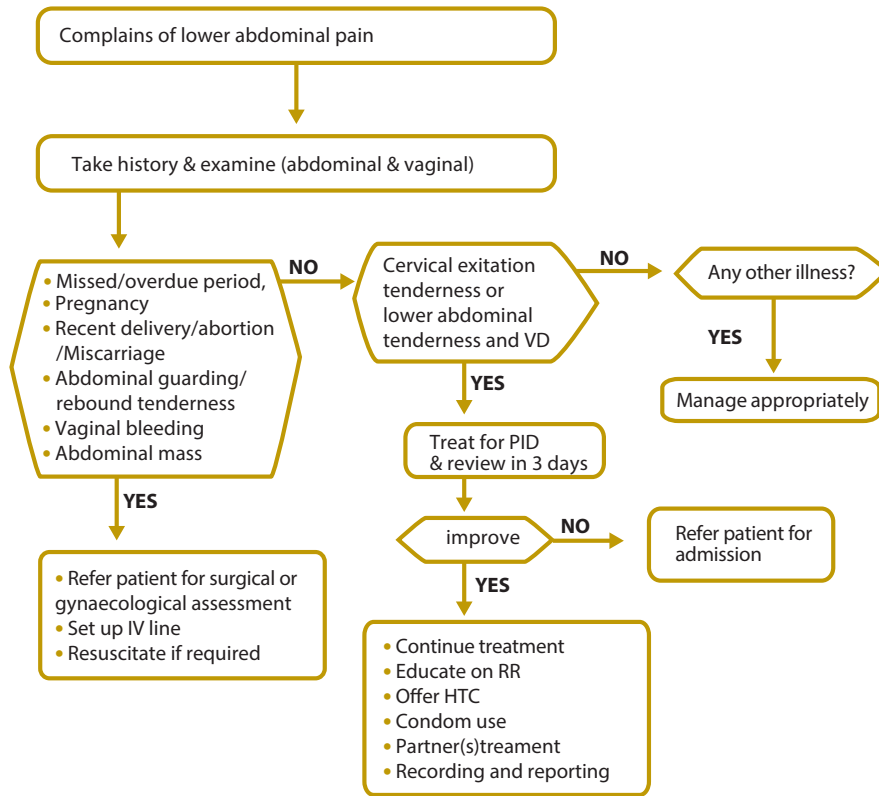 Complains of lower abdominal pain
Take history & examine (abdominal & vaginal)
• Missed/overdue period,
• Pregnancy
• Recent delivery/abortion
/Miscarriage
• Abdominal guarding/
rebound tenderness
• Vaginal bleeding
• Abdominal mass
NO
Cervical exitation
tenderness or
lower abdominal
tenderness and VD
NO
Any other illness?
YES
Manage appropriately
YES
Treat for PID
& review in 3 days
improve
NO
Refer patient for
admission
YES
• Continue treatment
• Educate on RR
• Offer HTC
• Condom use
• Partner(s)treament
• Recording and reporting
YES
• Refer patient for surgical or
gynaecological assessment
• Set up IV line
• Resuscitate if required